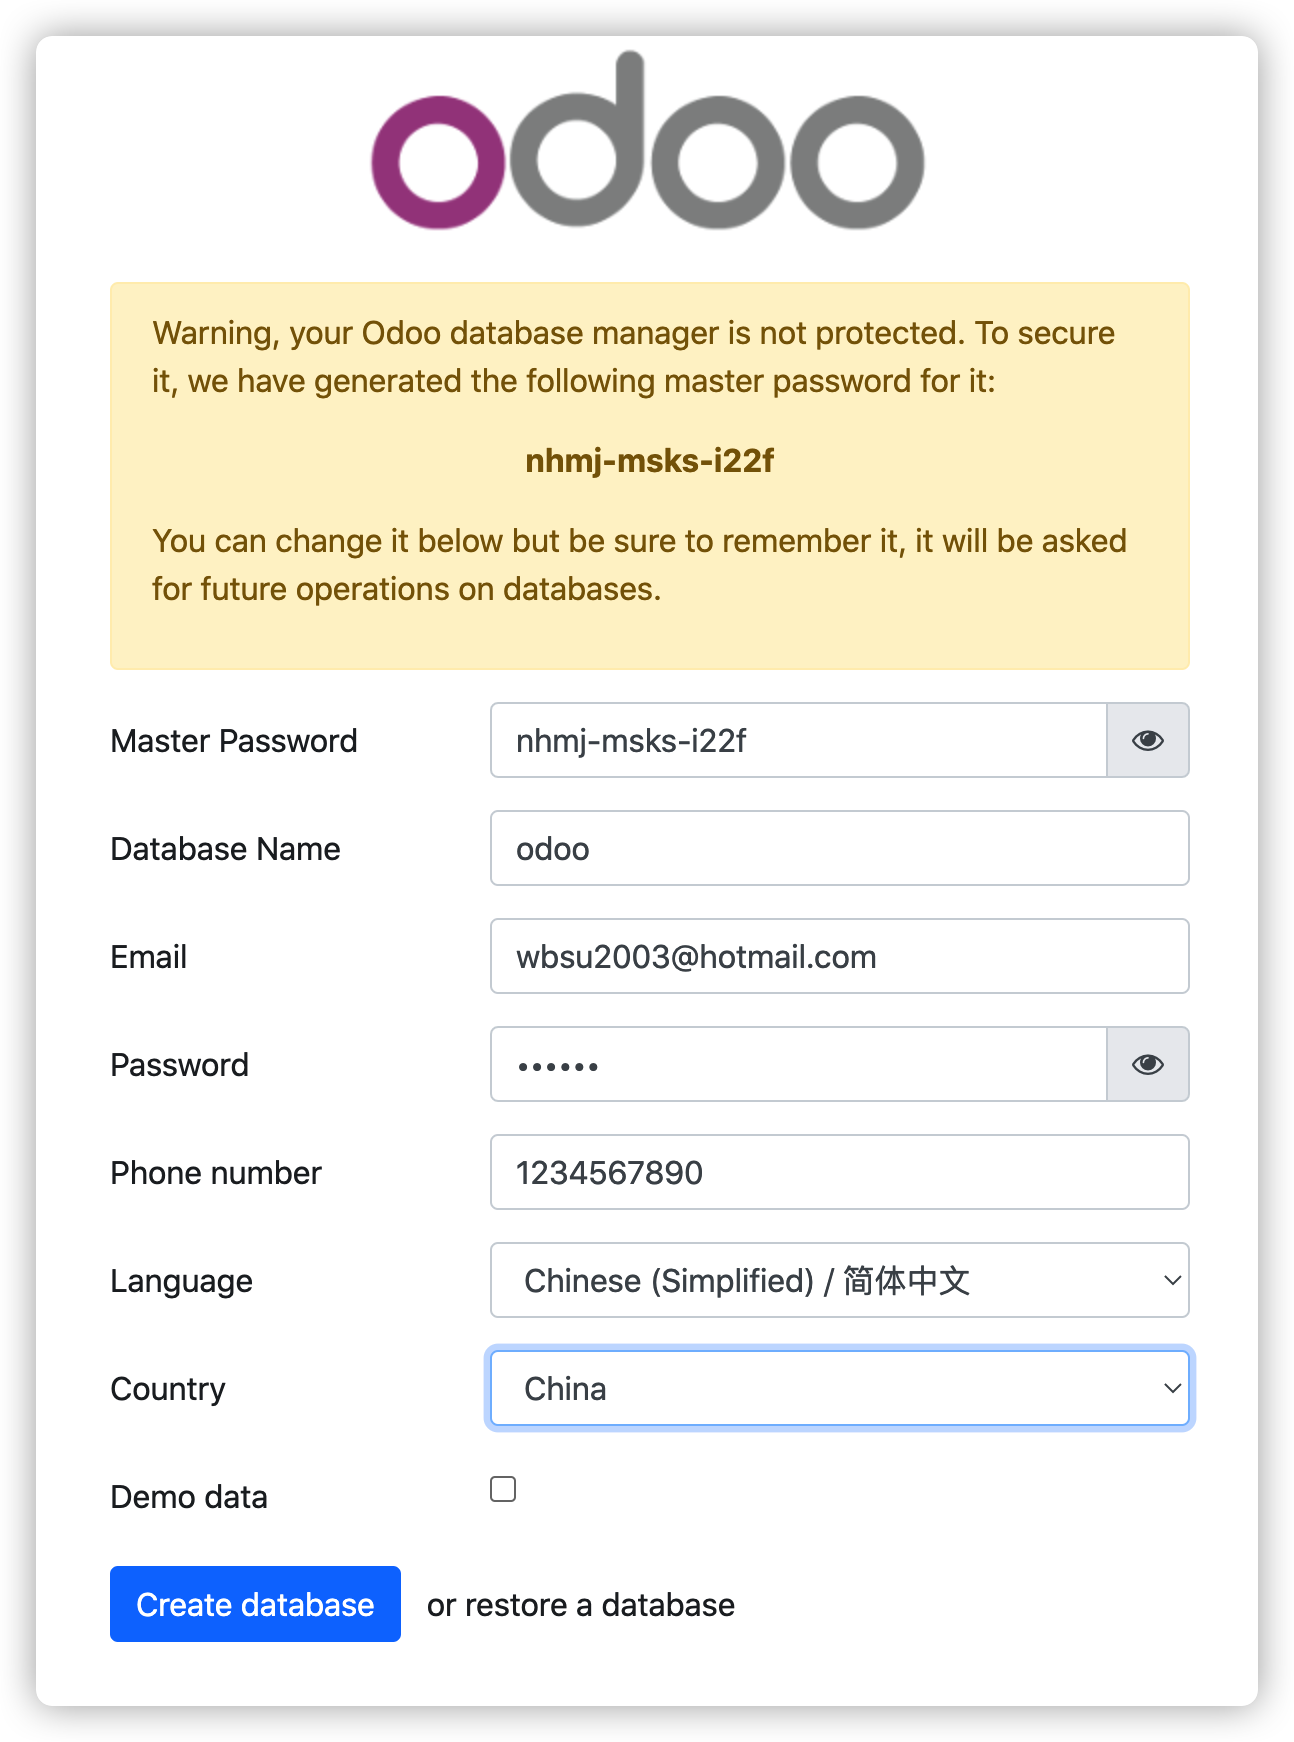 odoo
Warning, your Odoo database manager is not protected. To secure
it, we have generated the following master password for it:
nhmj-msks-i22f
You can change it below but be sure to remember it, it will be asked
for future operations on databases.
Master Password nhmj-msks-i22f
Database Name odoo
Email wbsu2003@hotmail.com
Password ••••••
Phone number 1234567890
Language Chinese (Simplified) / 简体中文
Country China
Demo data
Create database or restore a database